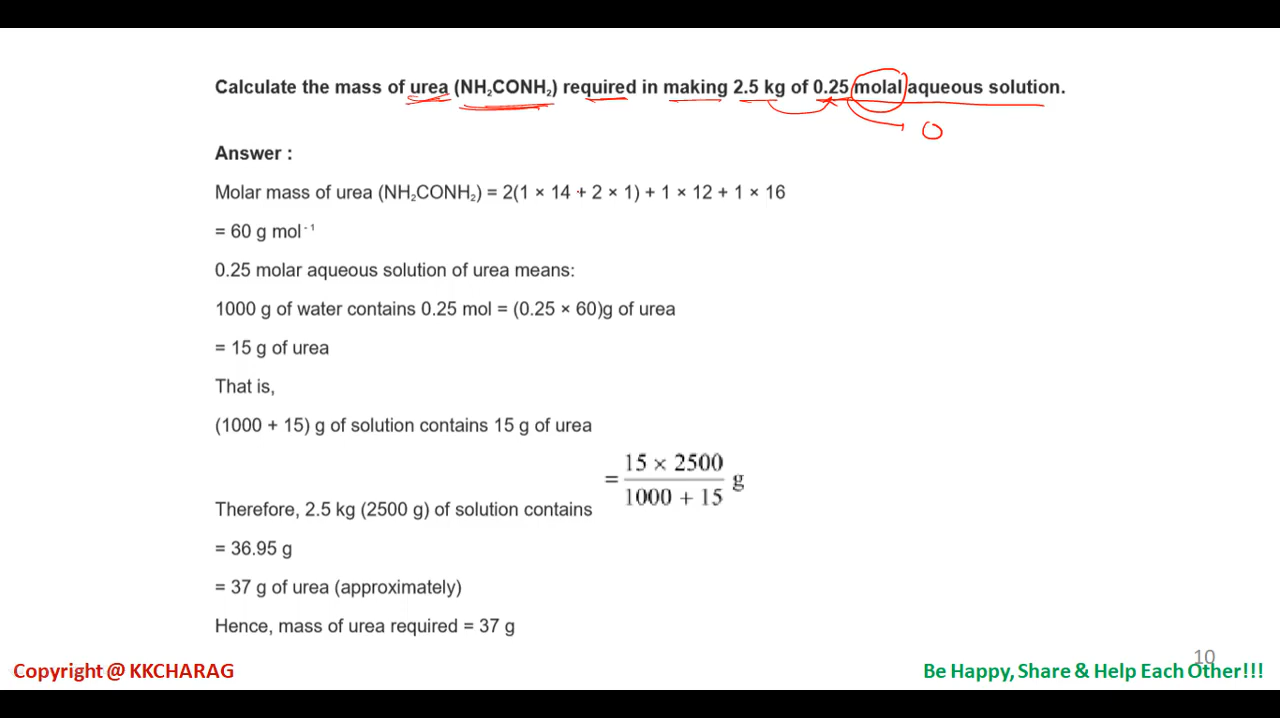 Calculate the mass of urea (NH₂CONH₂) required in making 2.5 kg of 0.25 molal aqueous solution.
Answer :
Molar mass of urea (NH₂CONH₂) = 2(1 × 14 + 2 × 1) + 1 × 12 + 1 × 16
= 60 g mol⁻¹
0.25 molar aqueous solution of urea means:
1000 g of water contains 0.25 mol = (0.25 × 60)g of urea
= 15 g of urea
That is,
(1000 + 15) g of solution contains 15 g of urea
Therefore, 2.5 kg (2500 g) of solution contains = 15 × 2500 / 1000 + 15 g
= 36.95 g
= 37 g of urea (approximately)
Hence, mass of urea required = 37 g
10
Copyright @ KKCHARAG
Be Happy, Share & Help Each Other!!!